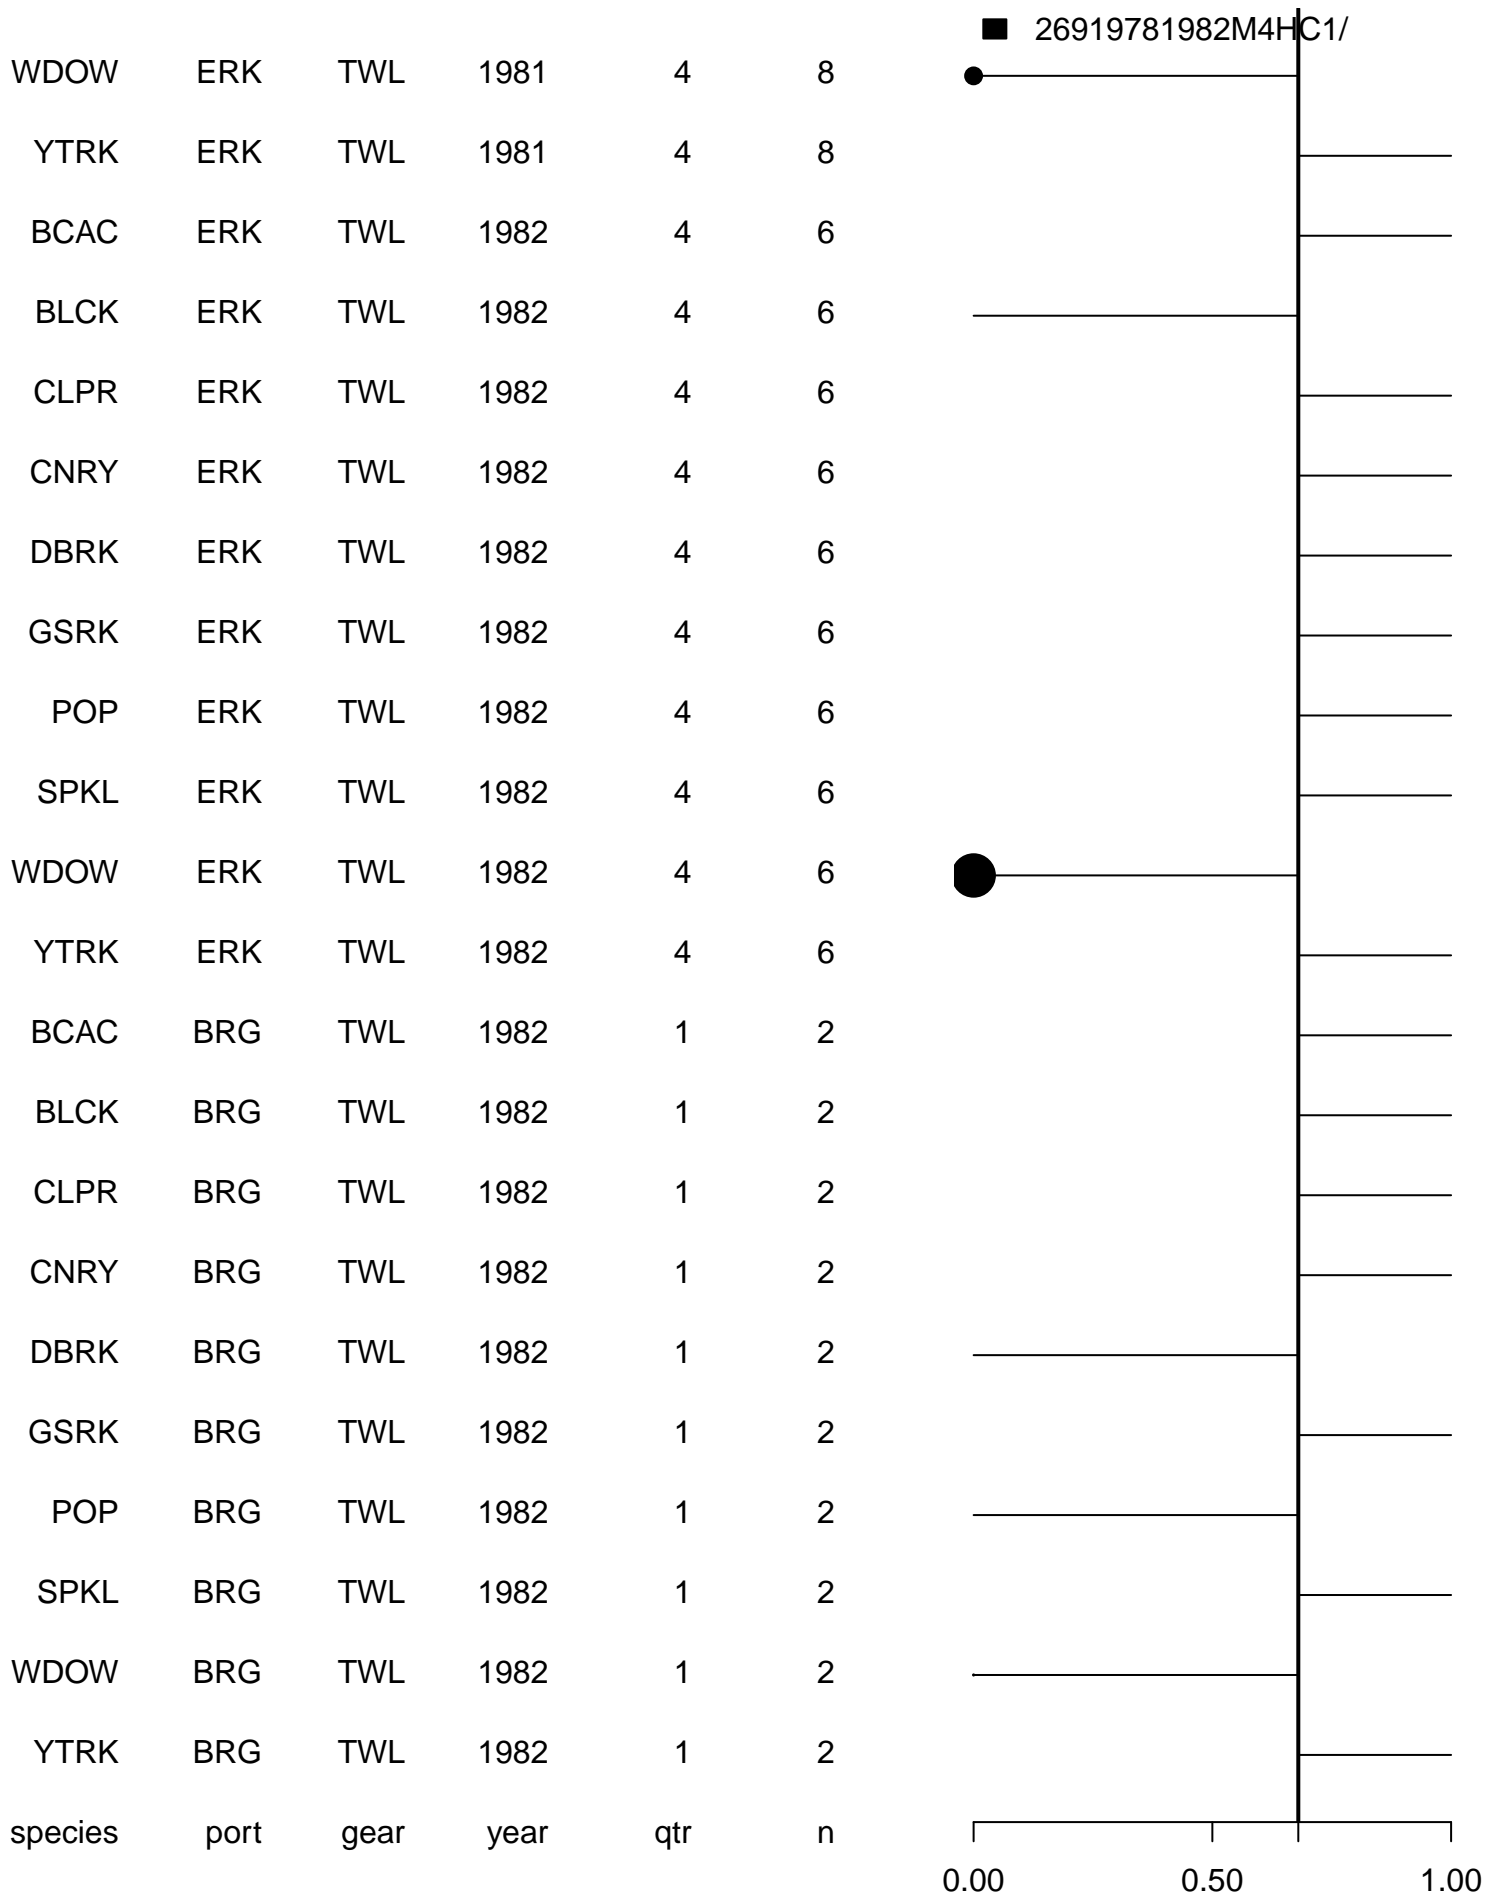 26919781982M4HC1/
WDOW ERK TWL 1981 4 8
YTRK ERK TWL 1981 4 8
BCAC ERK TWL 1982 4 6
BLCK ERK TWL 1982 4 6
CLPR ERK TWL 1982 4 6
CNRY ERK TWL 1982 4 6
DBRK ERK TWL 1982 4 6
GSRK ERK TWL 1982 4 6
POP ERK TWL 1982 4 6
SPKL ERK TWL 1982 4 6
WDOW ERK TWL 1982 4 6
YTRK ERK TWL 1982 4 6
BCAC BRG TWL 1982 1 2
BLCK BRG TWL 1982 1 2
CLPR BRG TWL 1982 1 2
CNRY BRG TWL 1982 1 2
DBRK BRG TWL 1982 1 2
GSRK BRG TWL 1982 1 2
POP BRG TWL 1982 1 2
SPKL BRG TWL 1982 1 2
WDOW BRG TWL 1982 1 2
YTRK BRG TWL 1982 1 2
species port gear year qtr n
0.00 0.50 1.00